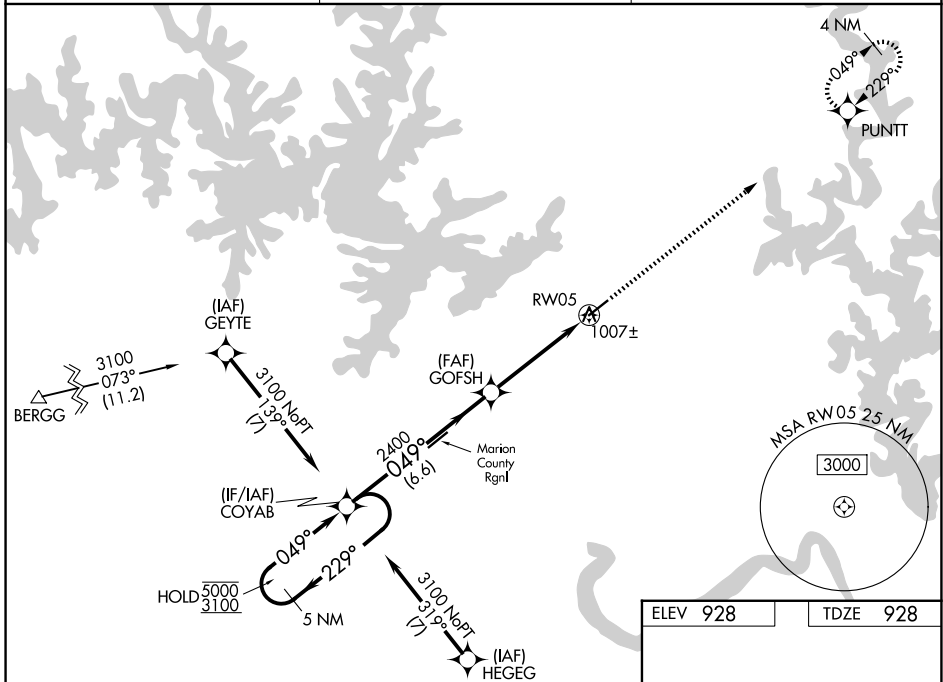 4 NM
049°
229°
PUNTT
RW05
1007±
(IAF)
GEYTE
3100
073°
(11.2)
BERGG
3100 NoPT
139°
(7)
(FAF)
GOFSH
2400
049°
(6.6)
Marion
County
Rgnl
(IF/IAF)
COYAB
049°
229°
HOLD 5000
3100
5 NM
3100 NoPT
319°
(7)
(IAF)
HEGEG
MSA RW05 25 NM
3000
ELEV 928
TDZE 928